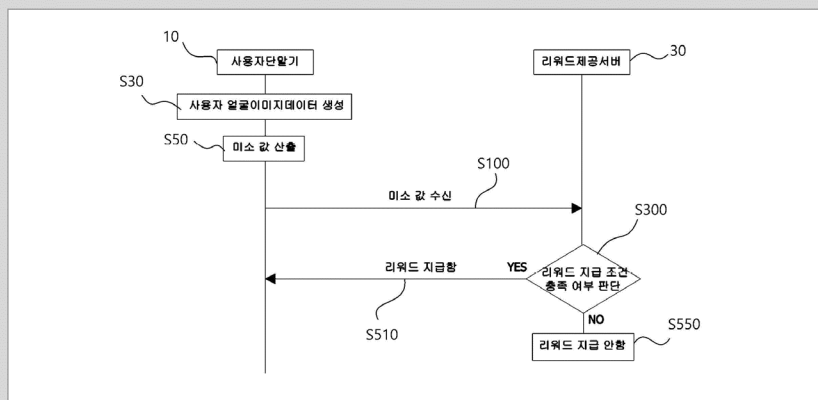 10
사용자단말기
리워드제공서버
30
S30
사용자 얼굴이미지데이터 생성
S50
미소 값 산출
S100
미소 값 수신
S300
리워드 지급함
YES
리워드 지급 조건
충족 여부 판단
S510
NO
S550
리워드 지급 안함